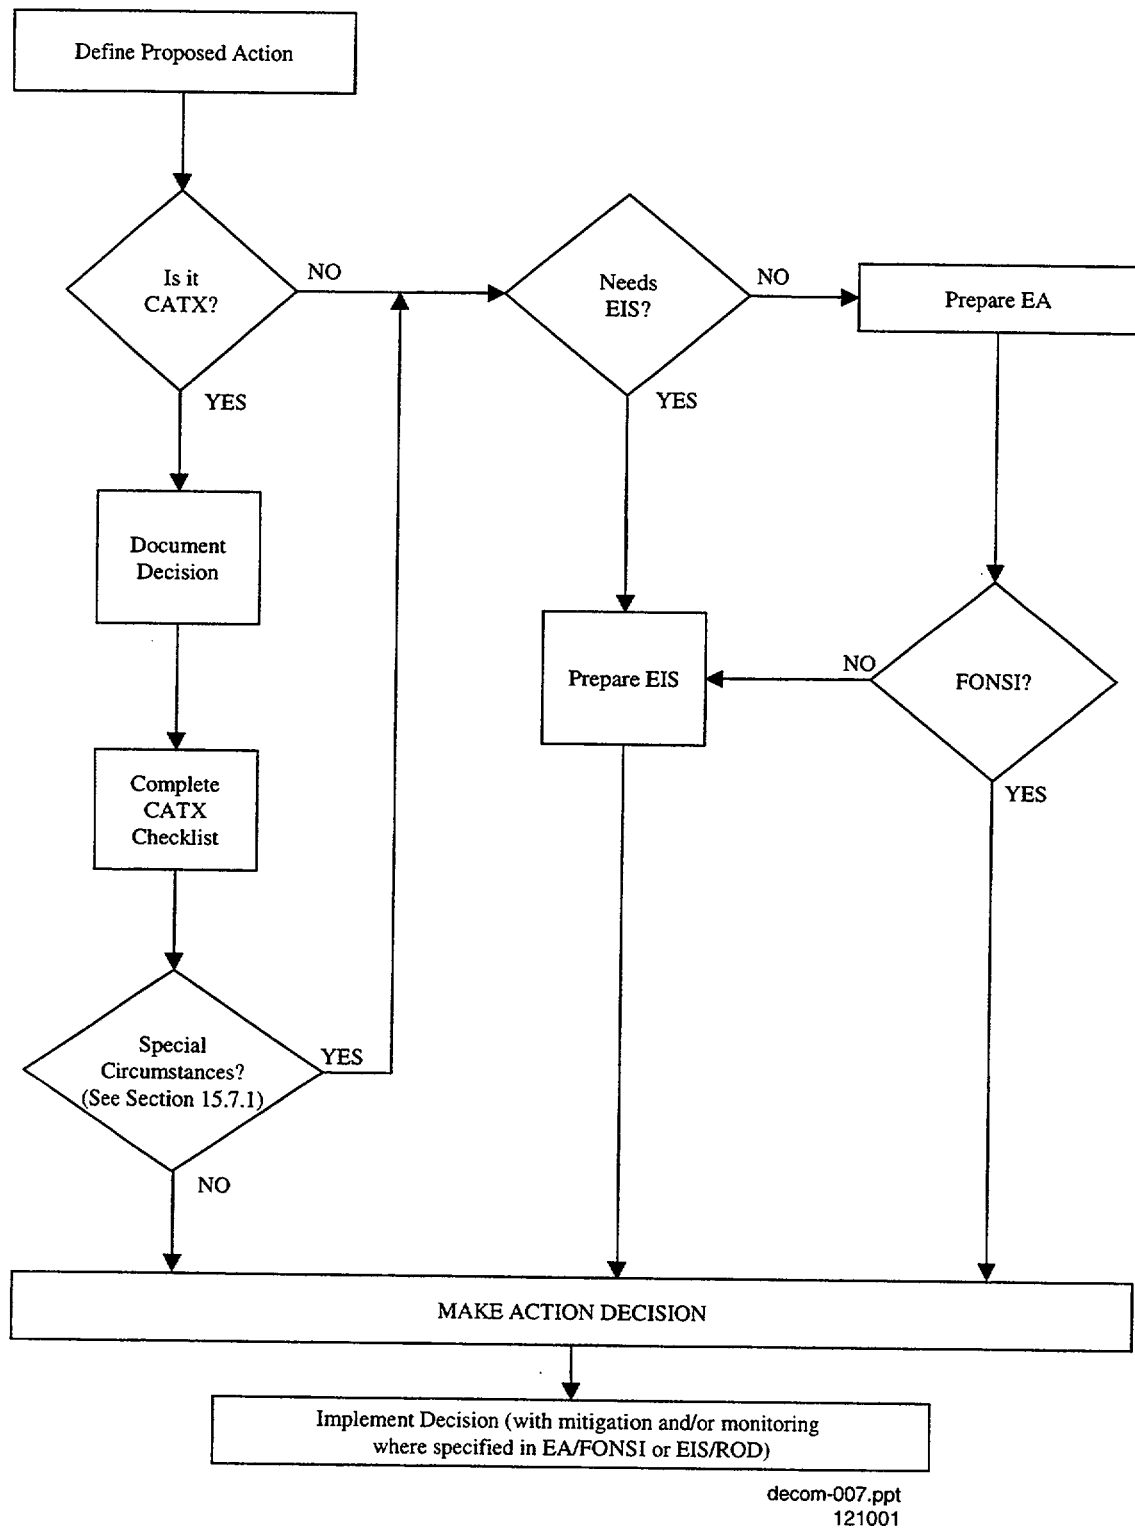 Define Proposed Action
Is it
CATX?
NO
YES
Needs
EIS?
NO
YES
Prepare EA
Document
Decision
Complete
CATX
Checklist
Prepare EIS
NO
FONSI?
YES
Special
Circumstances?
(See Section 15.7.1)
YES
NO
MAKE ACTION DECISION
Implement Decision (with mitigation and/or monitoring
where specified in EA/FONSI or EIS/ROD)
decom-007.ppt
121001